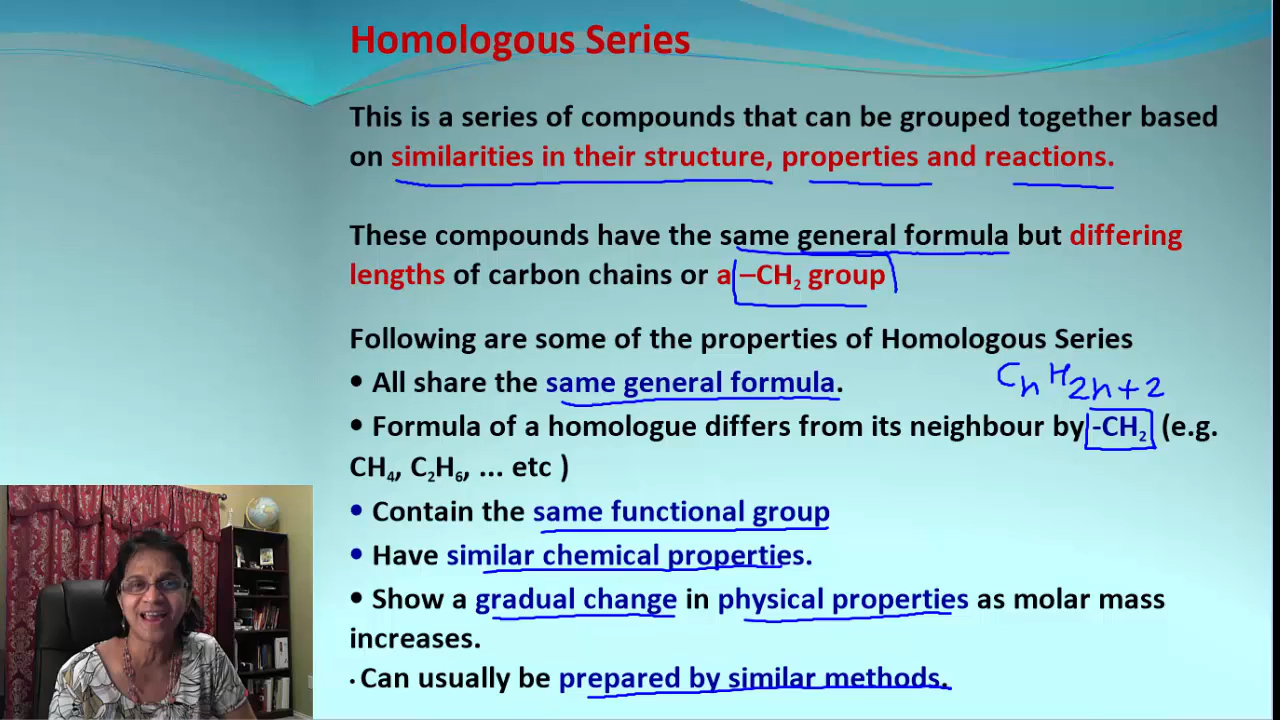 Homologous Series
This is a series of compounds that can be grouped together based
on similarities in their structure, properties and reactions.
These compounds have the same general formula but differing
lengths of carbon chains or a –CH₂ group
Following are some of the properties of Homologous Series
• All share the same general formula.
CnH2n+2
• Formula of a homologue differs from its neighbour by -CH₂ (e.g.
CH₄, C₂H₆, ... etc )
• Contain the same functional group
• Have similar chemical properties.
• Show a gradual change in physical properties as molar mass
increases.
• Can usually be prepared by similar methods.